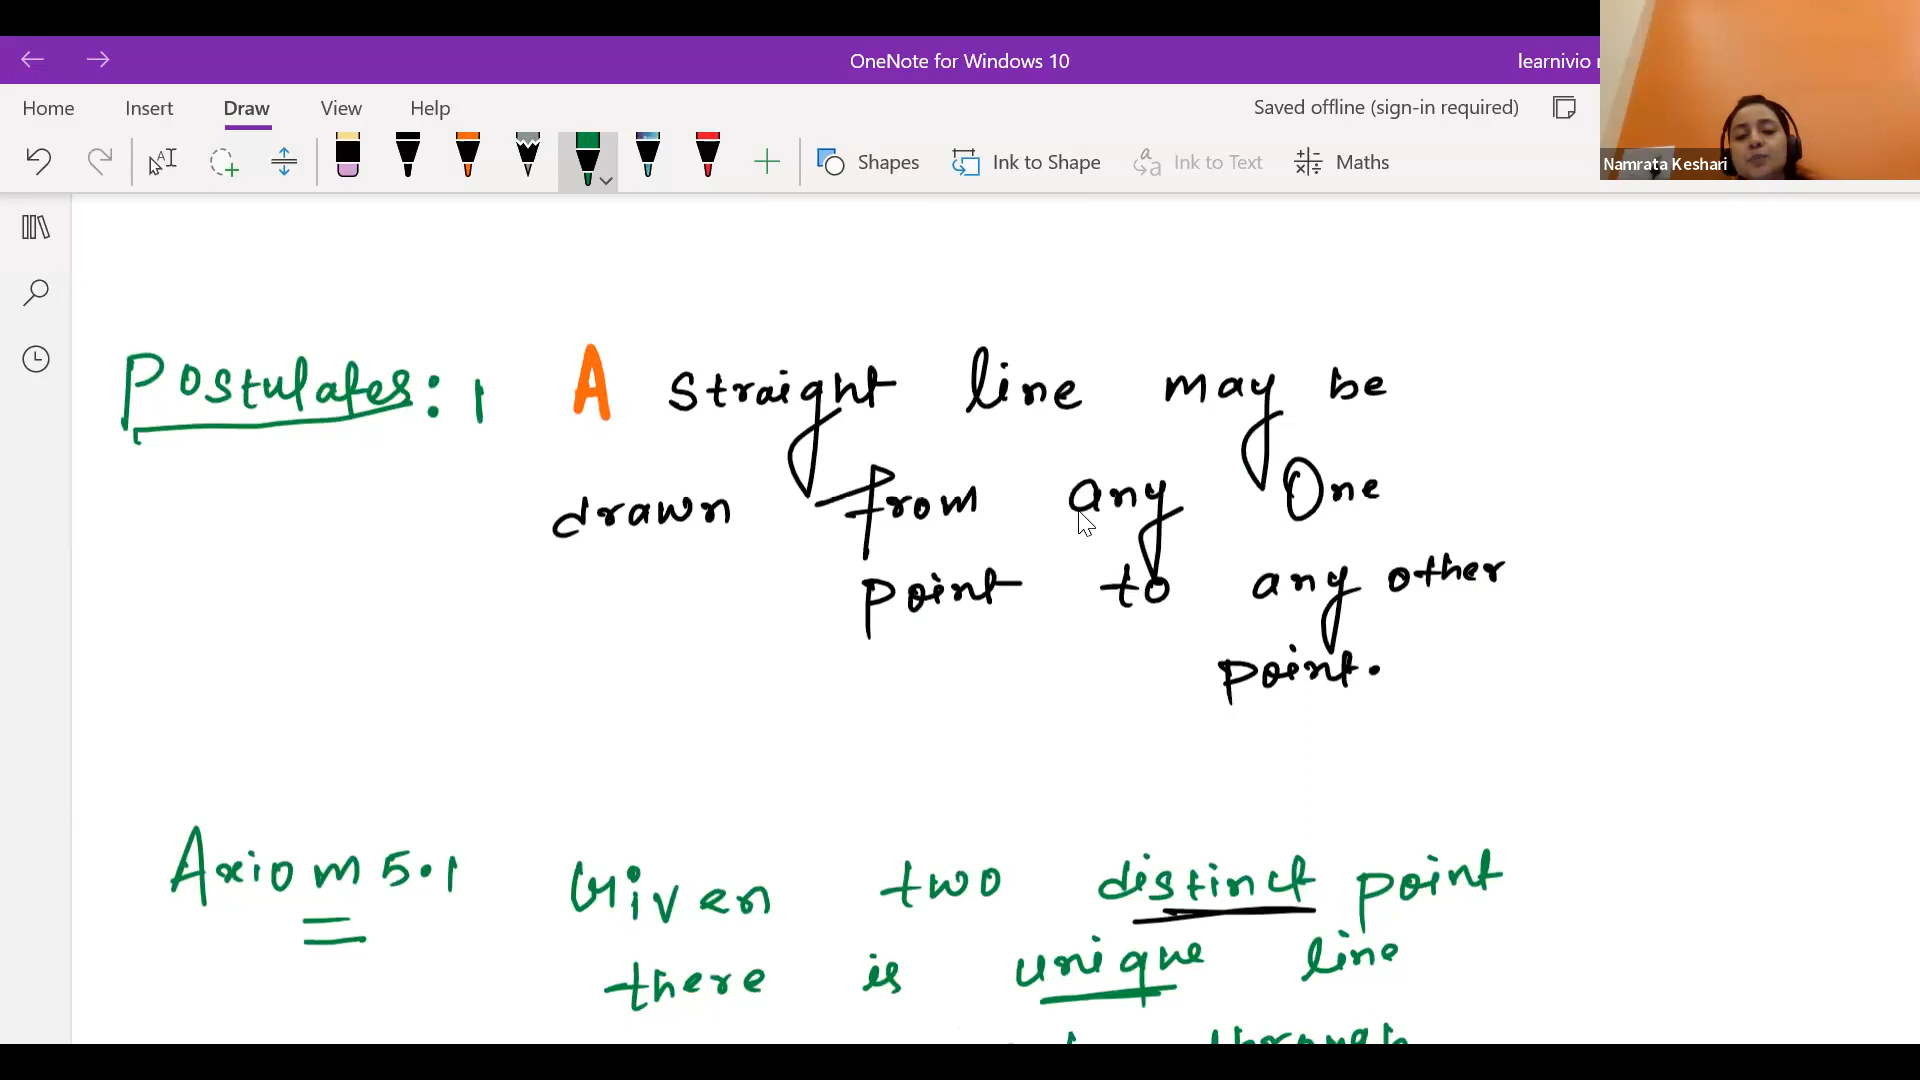 OneNote for Windows 10
learnivio
Home Insert Draw View Help
Saved offline (sign-in required)
Shapes Ink to Shape Ink to Text Maths
Namrata Keshari
Postulates: 1 A straight line may be
drawn from any One
point to any other
point.
Axiom 5.1 Given two distinct point
there is unique line
through